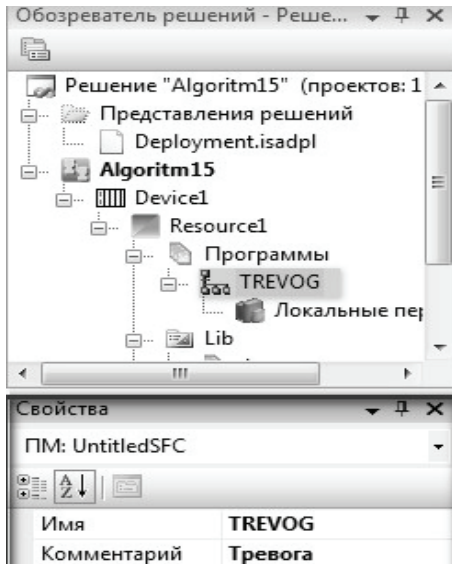 Обозреватель решений - Реше...
Решение "Algoritm15" (проектов: 1
Представления решений
Deployment.isadpl
Algoritm15
Device1
Resource1
Программы
TREVOG
Локальные пер
Lib
Свойства
ПМ: UntitledSFC
Имя TREVOG
Комментарий Тревога